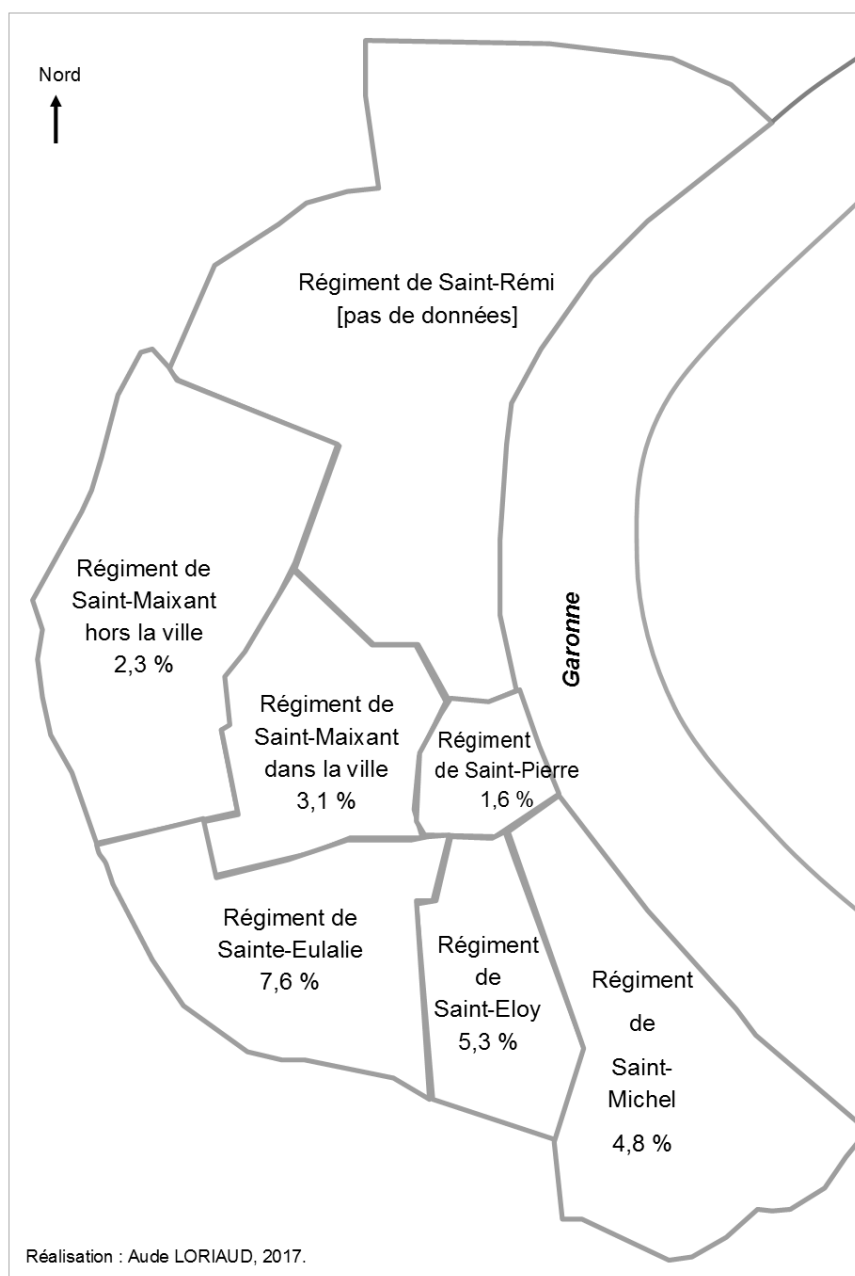 Nord
Régiment de Saint-Rémi
[pas de données]
Régiment de
Saint-Maixant
hors la ville
2,3 %
Garonne
Régiment de
Saint-Maixant
dans la ville
3,1 %
Régiment
de Saint-Pierre
1,6 %
Régiment de
Sainte-Eulalie
7,6 %
Régiment
de
Saint-Eloy
5,3 %
Régiment
de
Saint-
Michel
4,8 %
Réalisation : Aude LORIAUD, 2017.